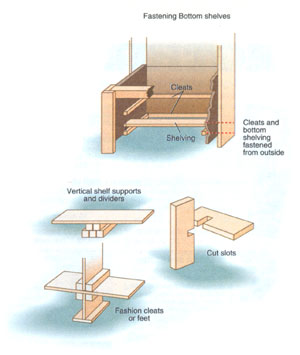 Fastening Bottom shelves
Cleats
Shelving
Cleats and
bottom
shelving
fastened
from outside
Vertical shelf supports
and dividers
Cut slots
Fashion cleats
or feet